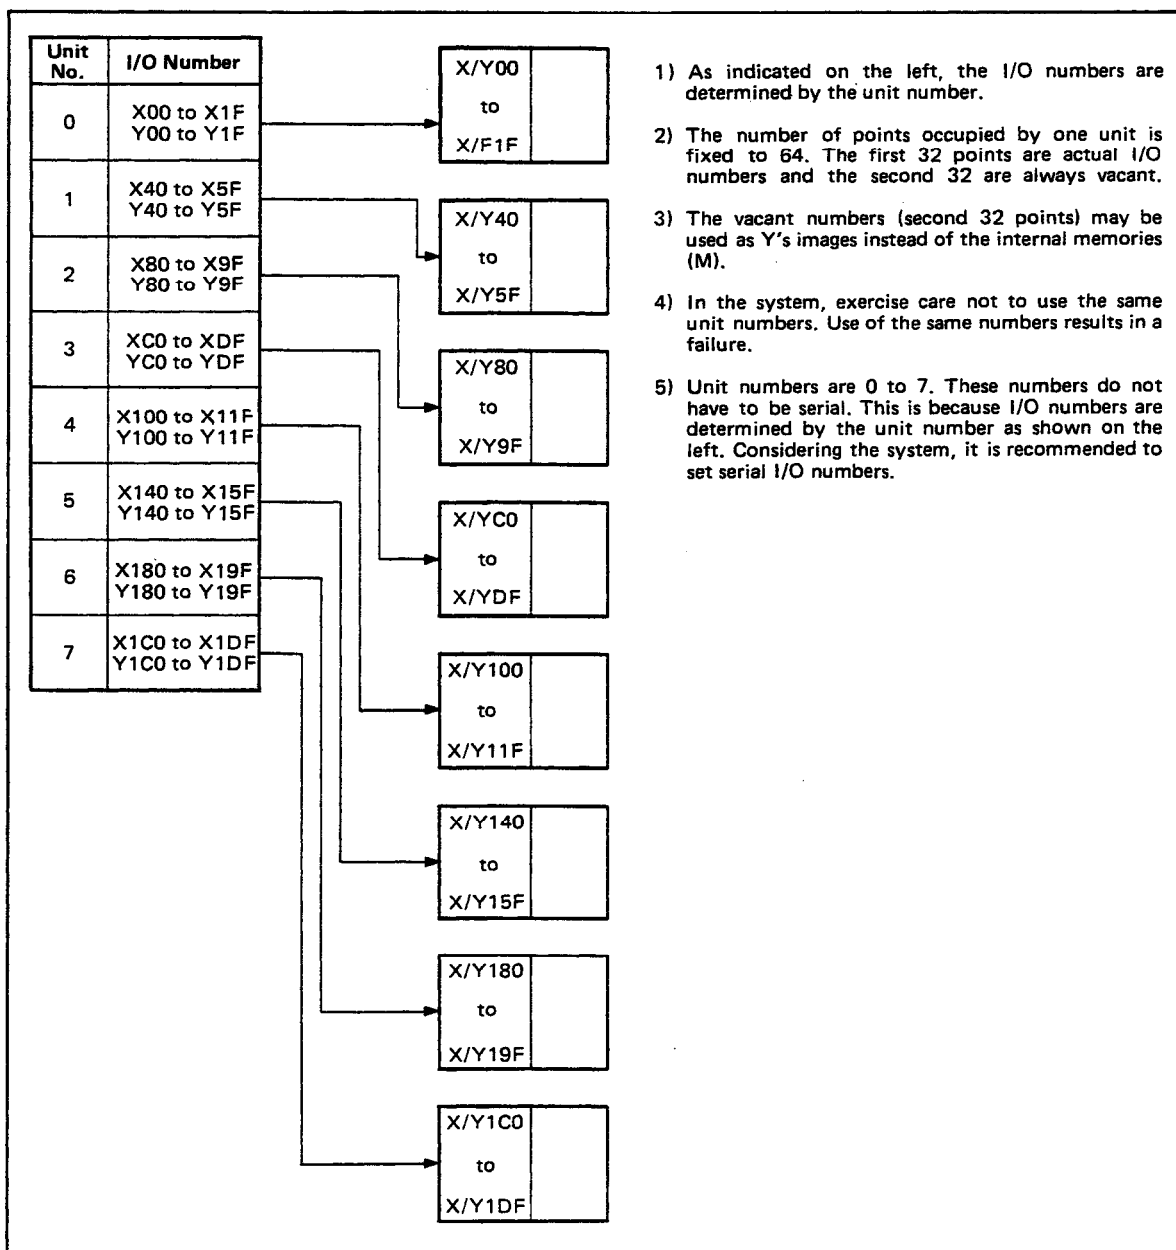 Unit No.
I/O Number
0
X00 to X1F
Y00 to Y1F
1
X40 to X5F
Y40 to Y5F
2
X80 to X9F
Y80 to Y9F
3
XC0 to XDF
YC0 to YDF
4
X100 to X11F
Y100 to Y11F
5
X140 to X15F
Y140 to Y15F
6
X180 to X19F
Y180 to Y19F
7
X1C0 to X1DF
Y1C0 to Y1DF
X/Y00
to
X/F1F
X/Y40
to
X/Y5F
X/Y80
to
X/Y9F
X/YC0
to
X/YDF
X/Y100
to
X/Y11F
X/Y140
to
X/Y15F
X/Y180
to
X/Y19F
X/Y1C0
to
X/Y1DF
1) As indicated on the left, the I/O numbers are
determined by the unit number.
2) The number of points occupied by one unit is
fixed to 64. The first 32 points are actual I/O
numbers and the second 32 are always vacant.
3) The vacant numbers (second 32 points) may be
used as Y's images instead of the internal memories
(M).
4) In the system, exercise care not to use the same
unit numbers. Use of the same numbers results in a
failure.
5) Unit numbers are 0 to 7. These numbers do not
have to be serial. This is because I/O numbers are
determined by the unit number as shown on the
left. Considering the system, it is recommended to
set serial I/O numbers.